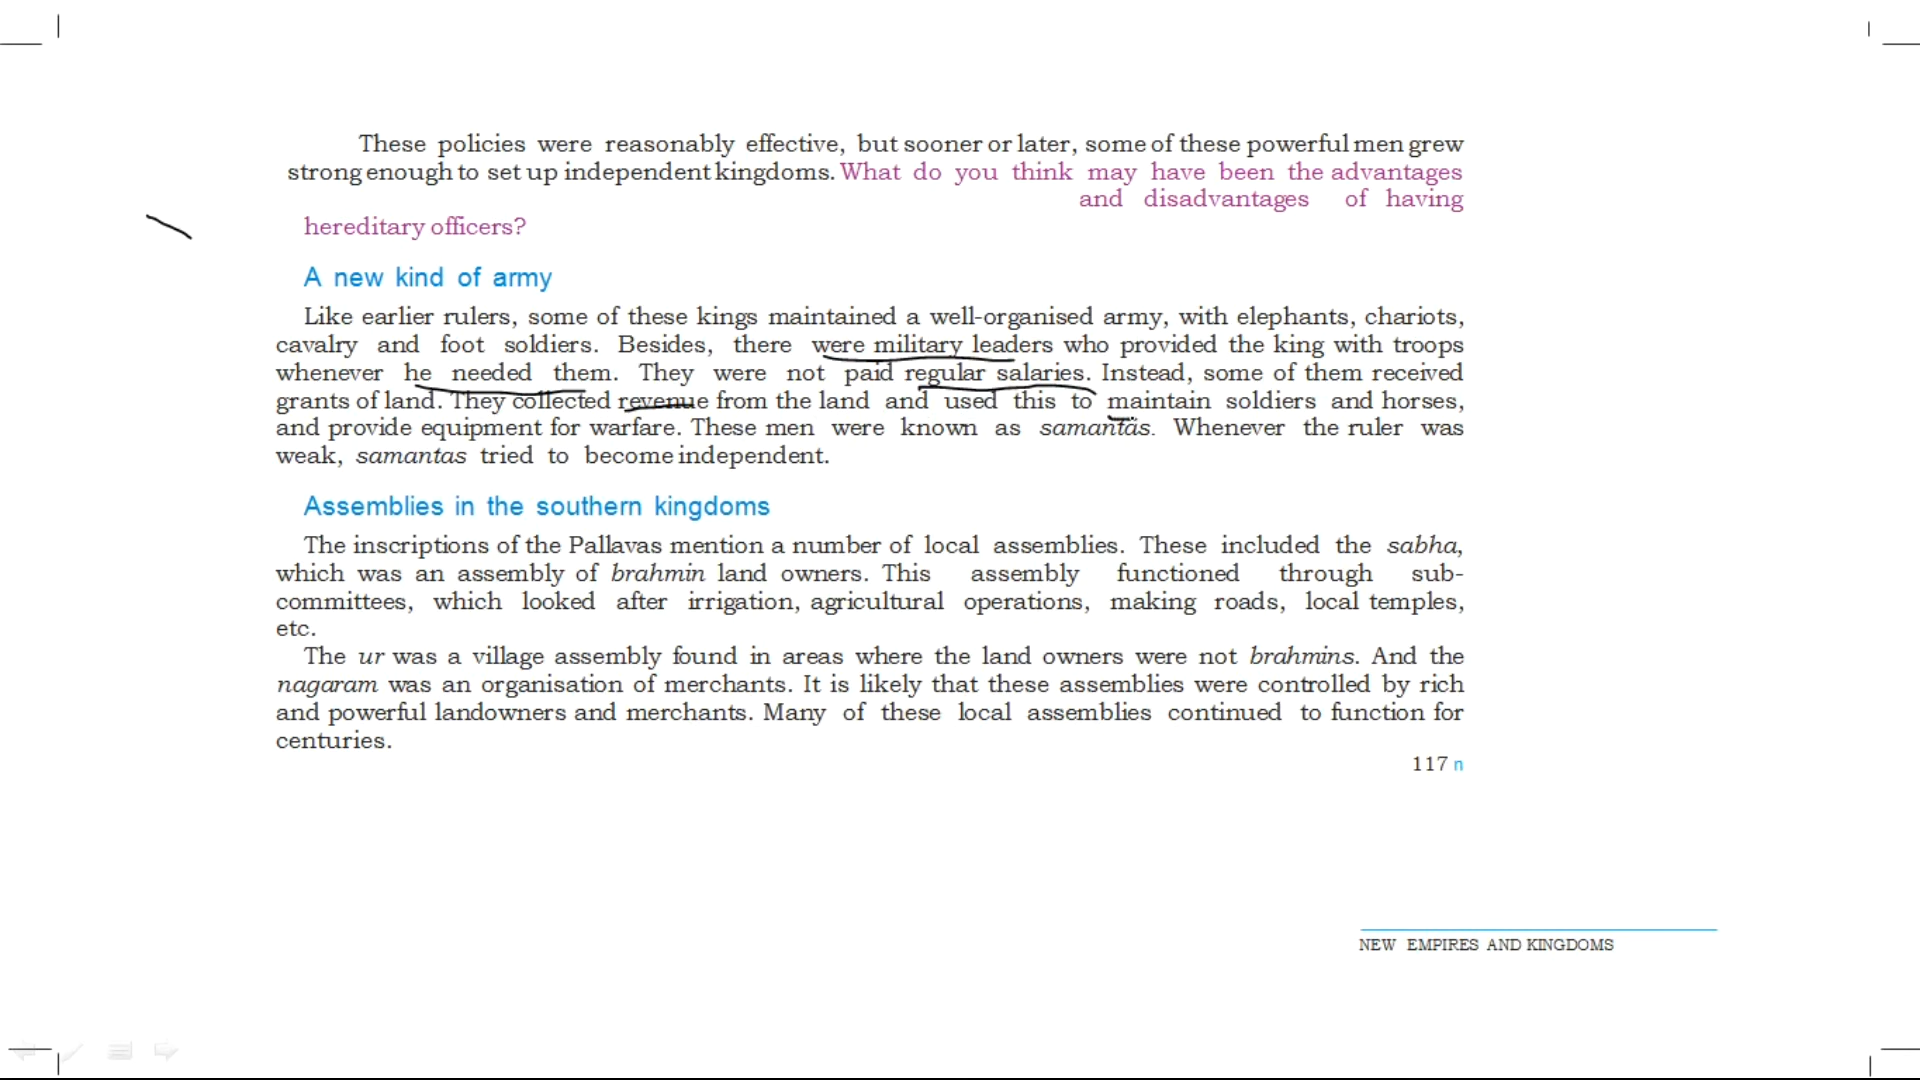 These policies were reasonably effective, but sooner or later, some of these powerful men grew
strong enough to set up independent kingdoms. What do you think may have been the advantages
and disadvantages of having
hereditary officers?
A new kind of army
Like earlier rulers, some of these kings maintained a well-organised army, with elephants, chariots,
cavalry and foot soldiers. Besides, there were military leaders who provided the king with troops
whenever he needed them. They were not paid regular salaries. Instead, some of them received
grants of land. They collected revenue from the land and used this to maintain soldiers and horses,
and provide equipment for warfare. These men were known as samantas. Whenever the ruler was
weak, samantas tried to become independent.
Assemblies in the southern kingdoms
The inscriptions of the Pallavas mention a number of local assemblies. These included the sabha,
which was an assembly of brahmin land owners. This assembly functioned through sub-
committees, which looked after irrigation, agricultural operations, making roads, local temples,
etc.
The ur was a village assembly found in areas where the land owners were not brahmins. And the
nagaram was an organisation of merchants. It is likely that these assemblies were controlled by rich
and powerful landowners and merchants. Many of these local assemblies continued to function for
centuries.
117 n
NEW EMPIRES AND KINGDOMS